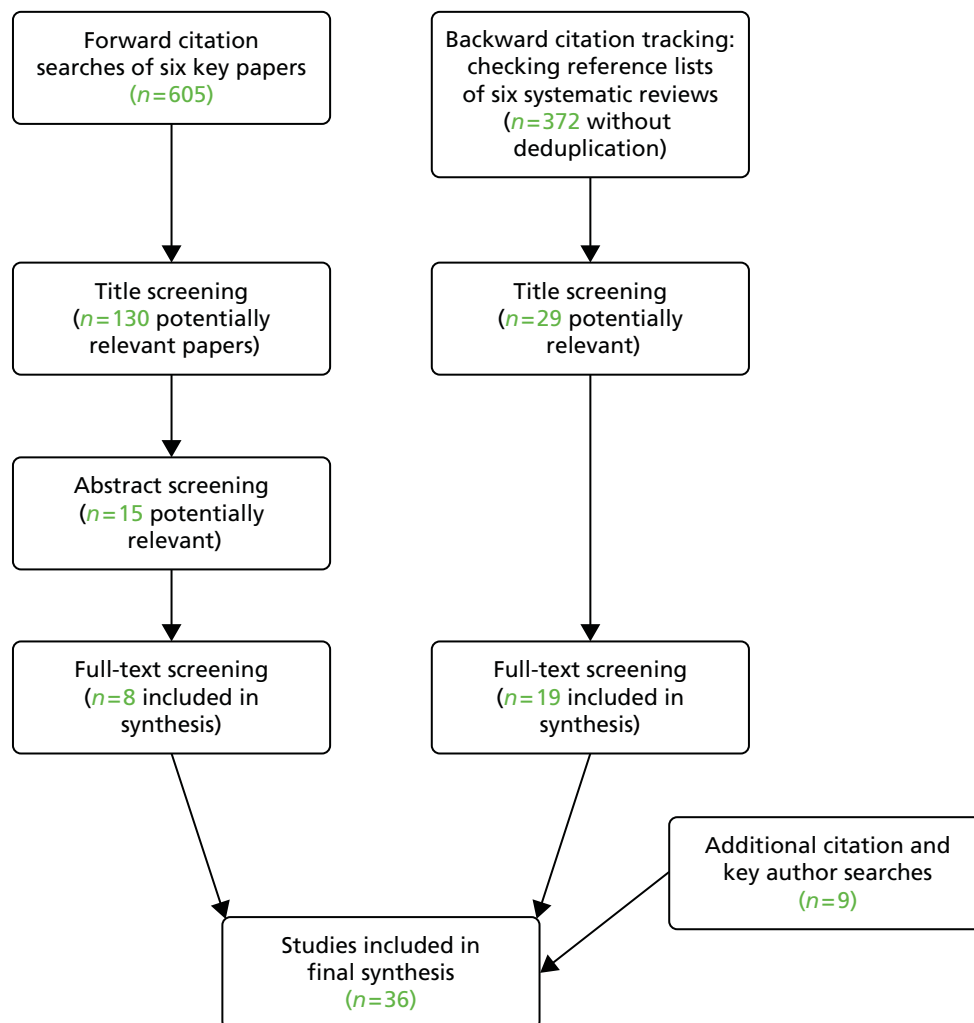 Forward citation
searches of six key papers
(n=605)
Backward citation tracking:
checking reference lists
of six systematic reviews
(n=372 without
deduplication)
Title screening
(n=130 potentially
relevant papers)
Title screening
(n=29 potentially
relevant)
Abstract screening
(n=15 potentially
relevant)
Full-text screening
(n=8 included in
synthesis)
Full-text screening
(n=19 included in
synthesis)
Additional citation and
key author searches
(n=9)
Studies included in
final synthesis
(n=36)